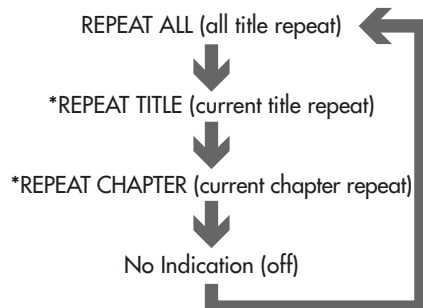 REPEAT ALL (all title repeat)
*REPEAT TITLE (current title repeat)
*REPEAT CHAPTER (current chapter repeat)
No Indication (off)